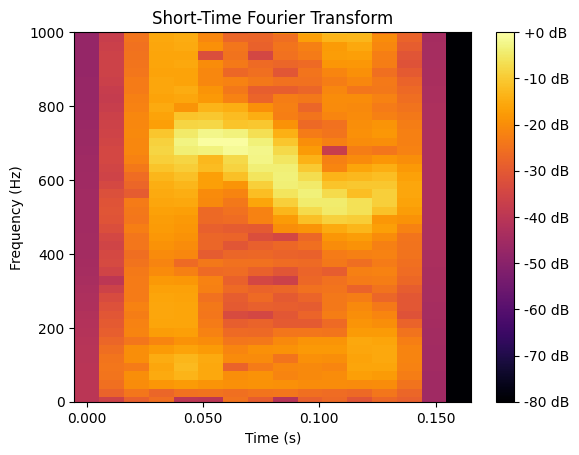 Short-Time Fourier Transform
1000
800
600
400
200
0
Frequency (Hz)
0.000
0.050
0.100
0.150
Time (s)
+0 dB
-10 dB
-20 dB
-30 dB
-40 dB
-50 dB
-60 dB
-70 dB
-80 dB